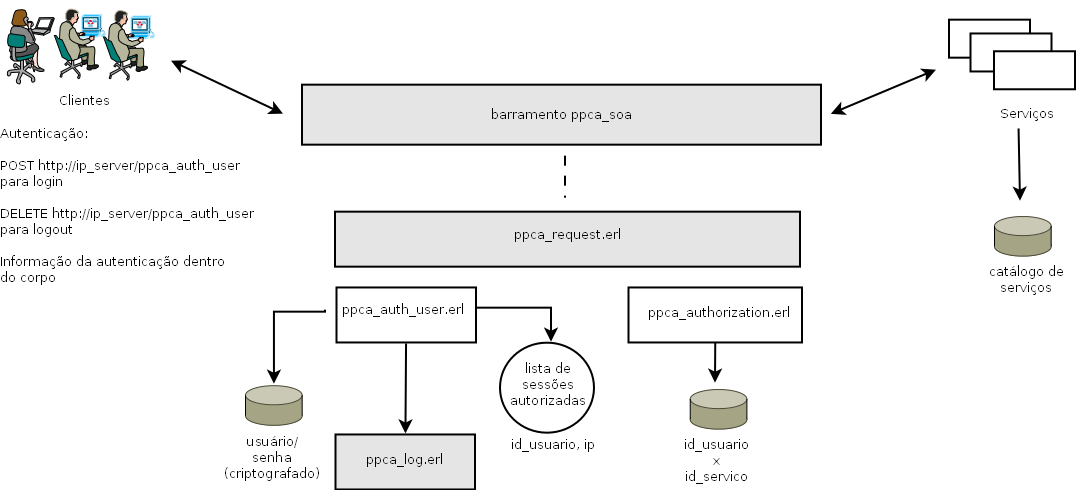 Clientes
Autenticação:
POST http://ip_server/ppca_auth_user
para login
DELETE http://ip_server/ppca_auth_user
para logout
Informação da autenticação dentro
do corpo
barramento ppca_soa
Serviços
catálogo de
serviços
ppca_request.erl
ppca_auth_user.erl
ppca_authorization.erl
lista de
sessões
autorizadas
id_usuario, ip
usuário/
senha
(criptografado)
ppca_log.erl
id_usuario
x
id_servico